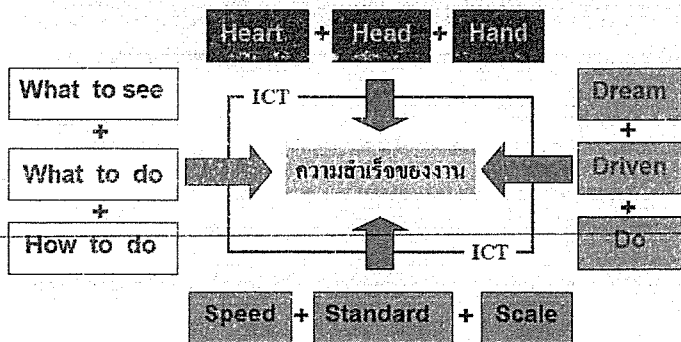 Heart + Head + Hand
What to see
+
What to do
+
How to do
ICT
ความสำเร็จของงาน
ICT
Dream
+
Driven
+
Do
Speed + Standard + Scale